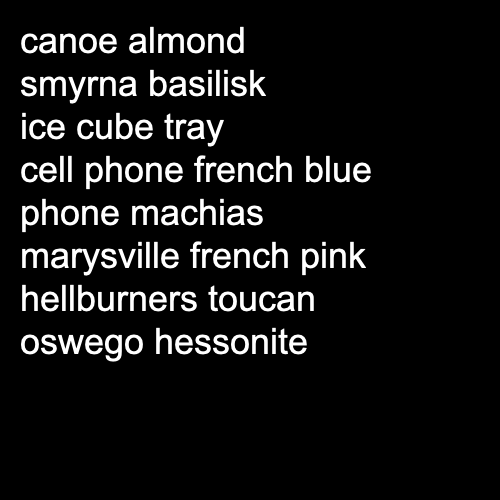 canoe almond
smyrna basilisk
ice cube tray
cell phone french blue
phone machias
marysville french pink
hellburners toucan
oswego hessonite